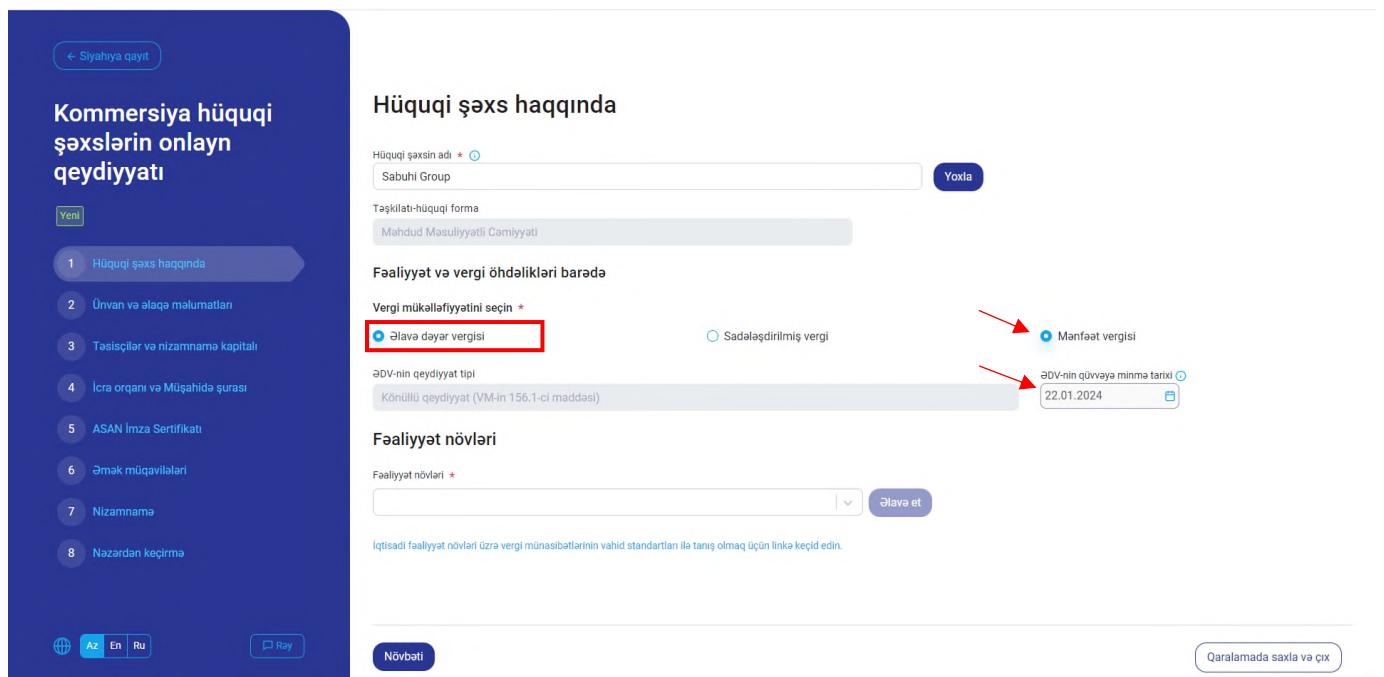 ← Siyahıya qayıt
Kommersiya hüquqi
şəxslərin onlayn
qeydiyyatı
Yeni
1 Hüquqi şəxs haqqında
2 Ünvan və əlaqə məlumatları
3 Təsisçilər və nizamnamə kapitalı
4 İcra orqanı və Müşahidə şurası
5 ASAN İmza Sertifikatı
6 Əmək müqavilələri
7 Nizamnamə
8 Nəzərdən keçirmə
Az En Ru
Rəy
Hüquqi şəxs haqqında
Hüquqi şəxsin adı *
Sabuhi Group
Yoxla
Təşkilati-hüquqi forma
Məhdud Məsuliyyətli Cəmiyyəti
Fəaliyyət və vergi öhdəlikləri barədə
Vergi mükəlləfiyyətini seçin *
Əlavə dəyər vergisi
Sadələşdirilmiş vergi
Mənfəət vergisi
ƏDV-nin qeydiyyat tipi
Könüllü qeydiyyat (VM-in 156.1-ci maddəsi)
ƏDV-nin qüvvəyə minmə tarixi
22.01.2024
Fəaliyyət növləri
Fəaliyyət növləri *
Əlavə et
İqtisadi fəaliyyət növləri üzrə vergi münasibətlərinin vahid standartları ilə tanış olmaq üçün linkə keçid edin.
Növbəti
Qaralamada saxla və çıx